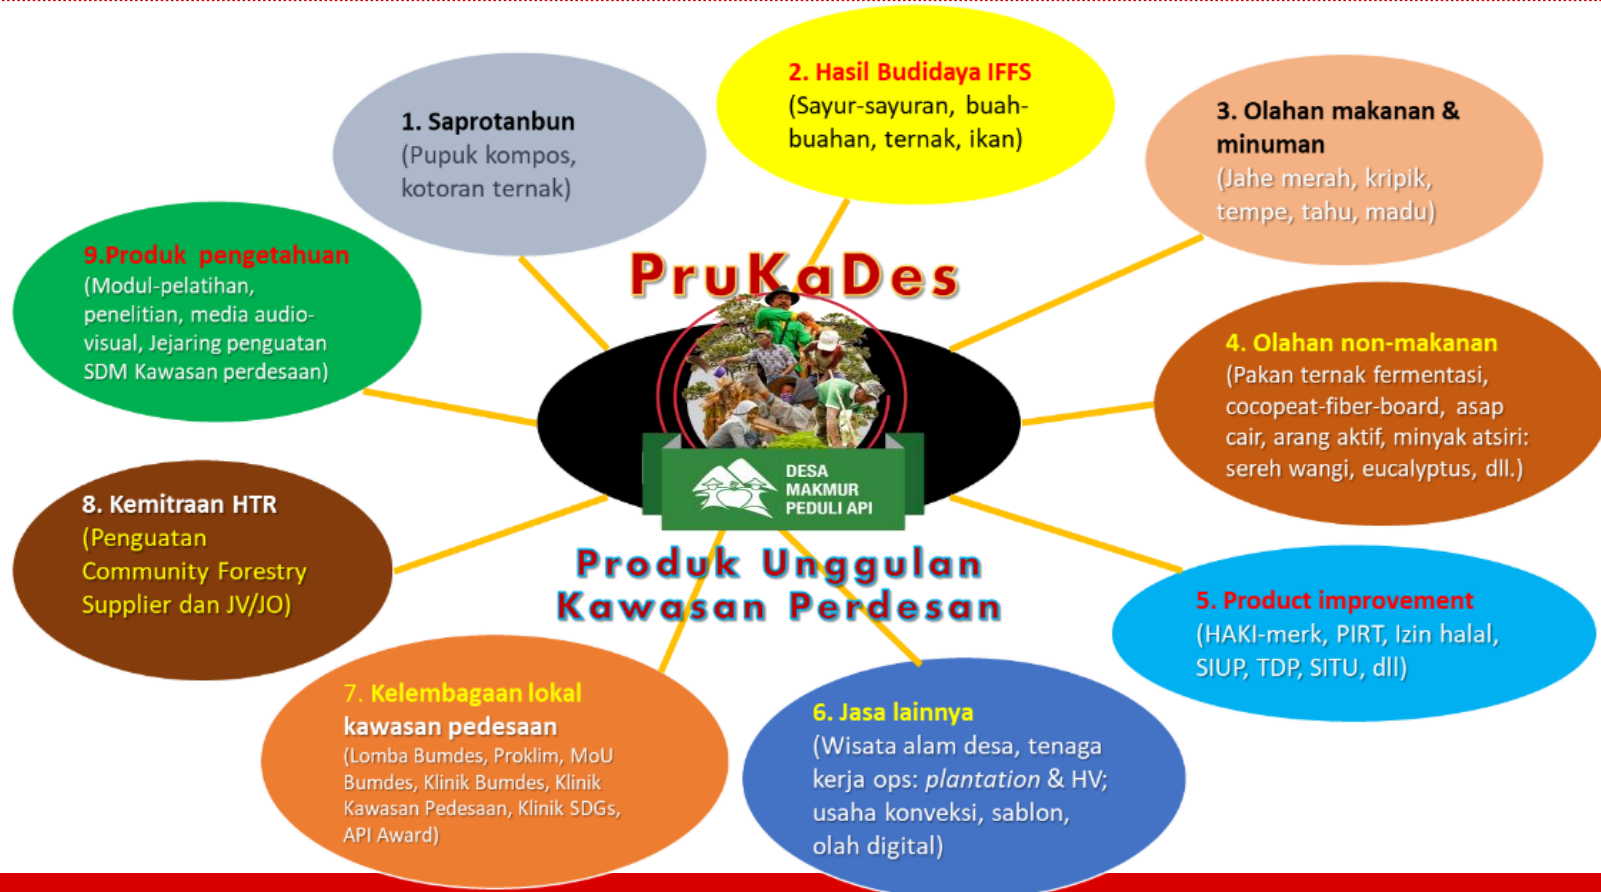 1. Saprotanbun
(Pupuk kompos,
kotoran ternak)
2. Hasil Budidaya IFFS
(Sayur-sayuran, buah-
buahan, ternak, ikan)
3. Olahan makanan &
minuman
(Jahe merah, kripik,
tempe, tahu, madu)
9.Produk pengetahuan
(Modul-pelatihan,
penelitian, media audio-
visual, Jejaring penguatan
SDM Kawasan perdesaan)
PruKaDes
4. Olahan non-makanan
(Pakan ternak fermentasi,
cocopeat-fiber-board, asap
cair, arang aktif, minyak atsiri:
sereh wangi, eucalyptus, dll.)
DESA
MAKMUR
PEDULI API
8. Kemitraan HTR
(Penguatan
Community Forestry
Supplier dan JV/JO)
Produk Unggulan
Kawasan Perdesan
5. Product improvement
(HAKI-merk, PIRT, Izin halal,
SIUP, TDP, SITU, dll)
7. Kelembagaan lokal
kawasan pedesaan
(Lomba Bumdes, Proklim, MoU
Bumdes, Klinik Bumdes, Klinik
Kawasan Pedesaan, Klinik SDGs,
API Award)
6. Jasa lainnya
(Wisata alam desa, tenaga
kerja ops: plantation & HV;
usaha konveksi, sablon,
olah digital)